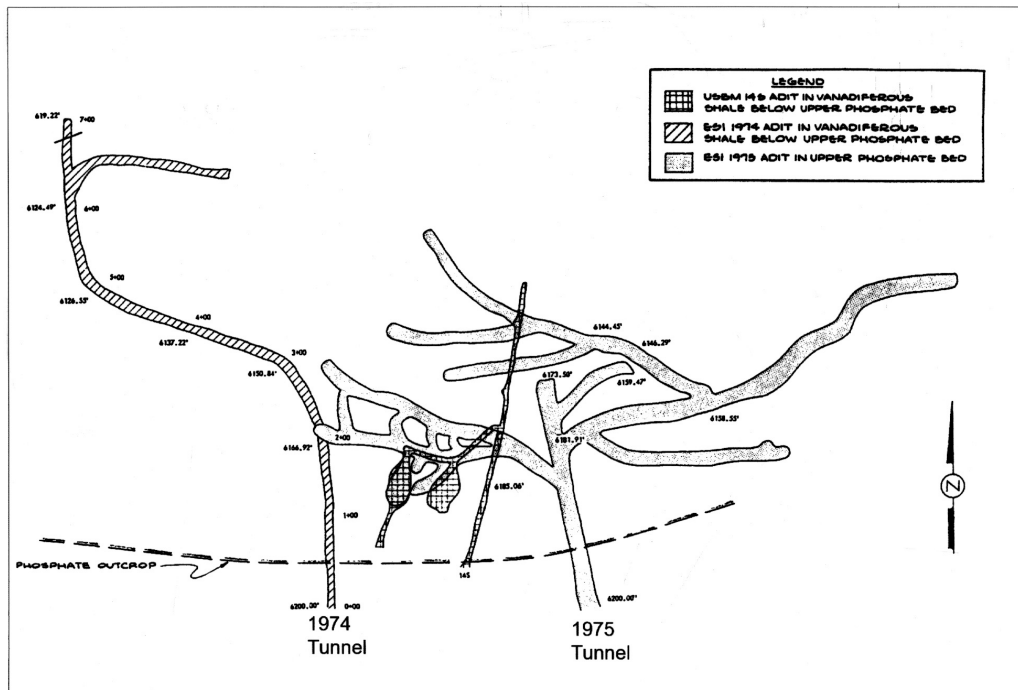 LEGEND
USBM 14S ADIT IN VANADIFEROUS
SHALE BELOW UPPER PHOSPHATE BED
ESI 1974 ADIT IN VANADIFEROUS
SHALE BELOW UPPER PHOSPHATE BED
ESI 1975 ADIT IN UPPER PHOSPHATE BED
619.22'
7+00
6124.49'
6+00
5+00
6126.55'
4+00
6137.22'
3+00
6150.84'
6144.45'
6146.29'
6173.58'
6159.47'
6158.55'
2+00
6166.92'
6181.91'
6185.06'
1+00
PHOSPHATE OUTCROP
14S
6200.00'
0+00
6200.00'
1974
Tunnel
1975
Tunnel
N